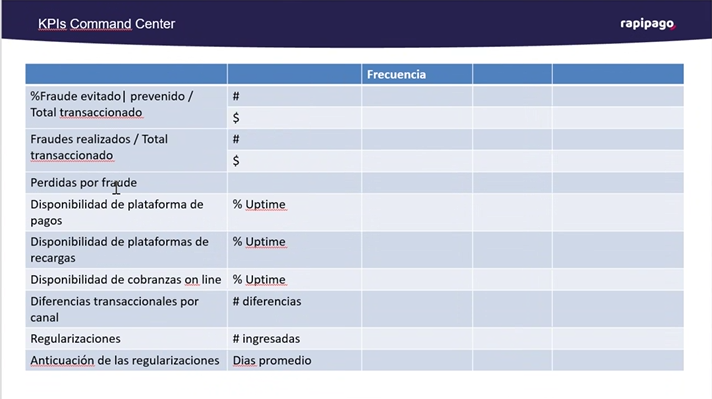 KPIs Command Center
rapipago
Frecuencia
%Fraude evitado| prevenido /
Total transaccionado
#
$
Fraudes realizados / Total
transaccionado
#
$
Perdidas por fraude
Disponibilidad de plataforma de
pagos
% Uptime
Disponibilidad de plataformas de
recargas
% Uptime
Disponibilidad de cobranzas on line
% Uptime
Diferencias transaccionales por
canal
# diferencias
Regularizaciones
# ingresadas
Anticuación de las regularizaciones
Dias promedio